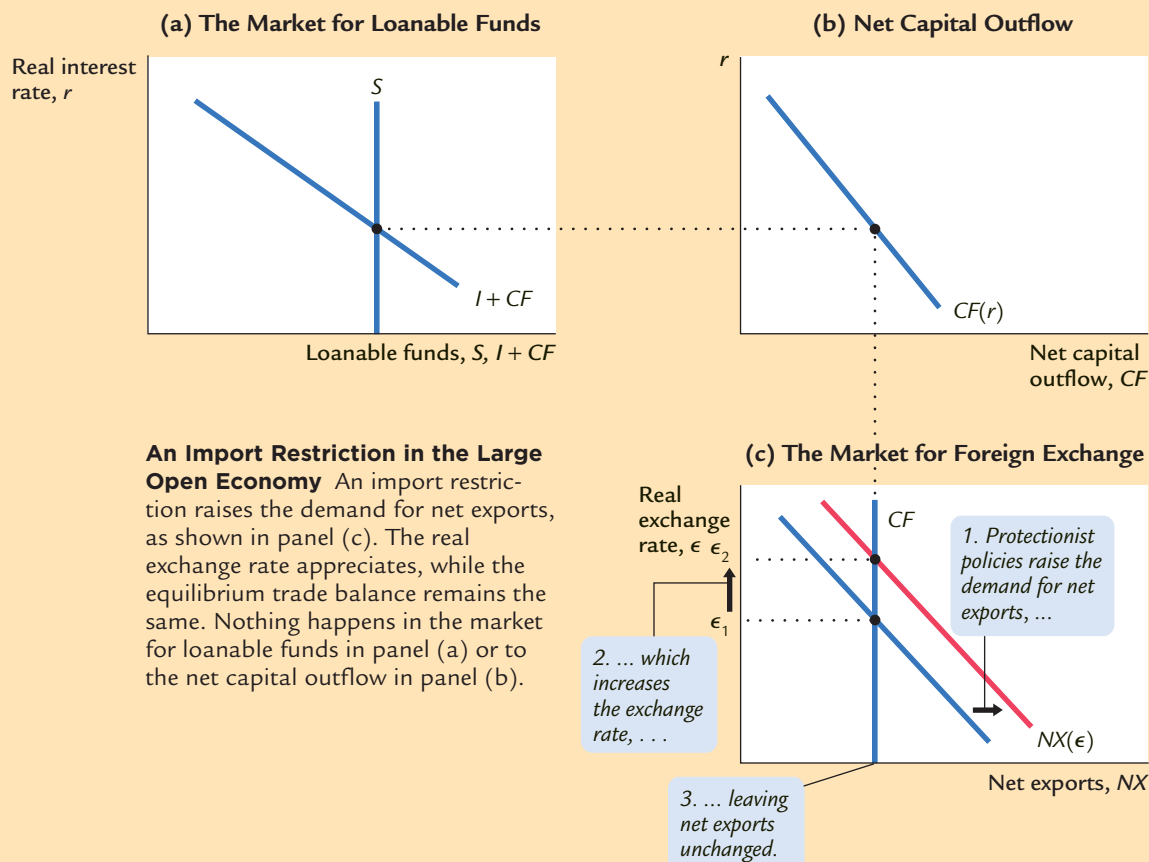 (a) The Market for Loanable Funds
Real interest
rate, r
S
I + CF
Loanable funds, S, I + CF
(b) Net Capital Outflow
r
CF(r)
Net capital
outflow, CF
An Import Restriction in the Large
Open Economy An import restric-
tion raises the demand for net exports,
as shown in panel (c). The real
exchange rate appreciates, while the
equilibrium trade balance remains the
same. Nothing happens in the market
for loanable funds in panel (a) or to
the net capital outflow in panel (b).
(c) The Market for Foreign Exchange
Real
exchange
rate, ϵ
ϵ2
ϵ1
CF
1. Protectionist
policies raise the
demand for net
exports, ...
2. ... which
increases
the exchange
rate, . . .
NX(ϵ)
Net exports, NX
3. ... leaving
net exports
unchanged.